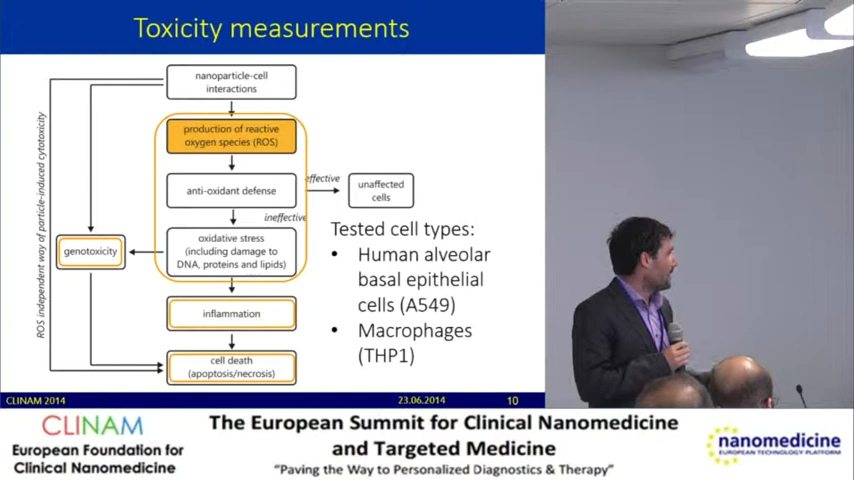 Toxicity measurements
nanoparticle-cell
interactions
production of reactive
oxygen species (ROS)
anti-oxidant defense
effective
unaffected
cells
ineffective
oxidative stress
(including damage to
DNA, proteins and lipids)
genotoxicity
inflammation
cell death
(apoptosis/necrosis)
ROS independent way of particle-induced cytotoxicity
Tested cell types:
• Human alveolar
basal epithelial
cells (A549)
• Macrophages
(THP1)
CLINAM 2014
23.06.2014
10
CLINAM
European Foundation for
Clinical Nanomedicine
The European Summit for Clinical Nanomedicine
and Targeted Medicine
"Paving the Way to Personalized Diagnostics & Therapy"
nanomedicine
EUROPEAN TECHNOLOGY PLATFORM